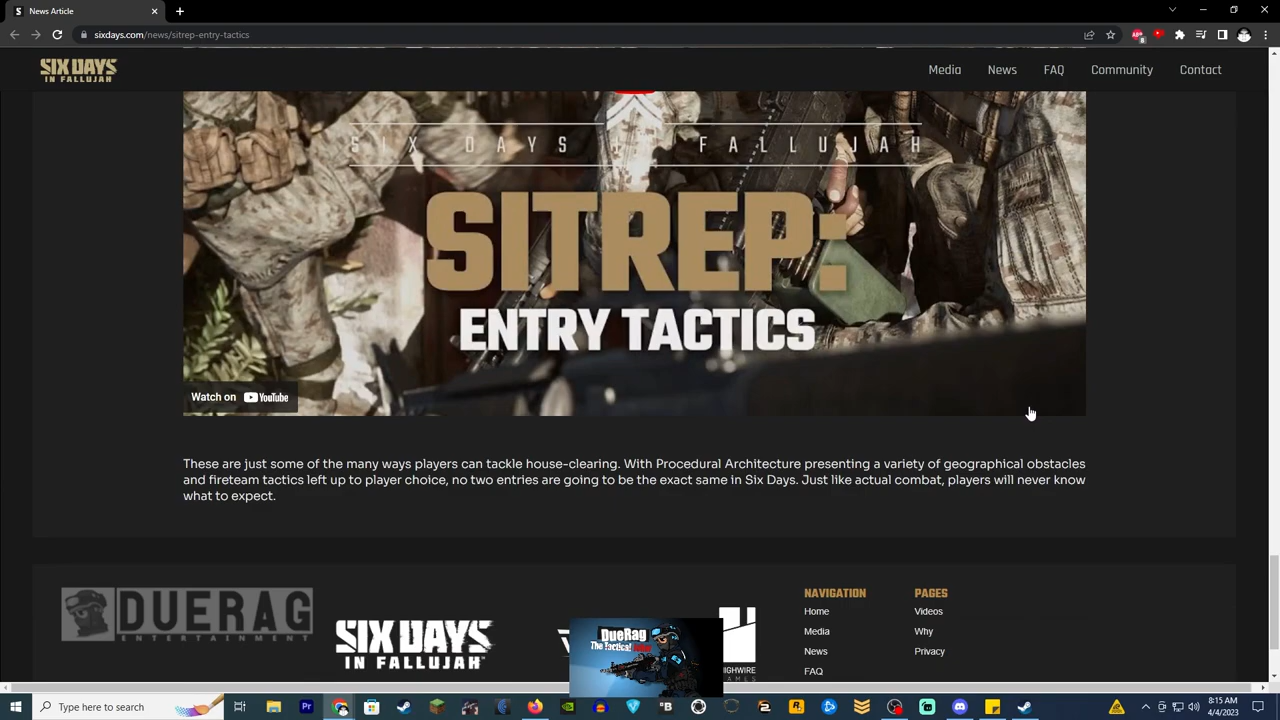 News Article
sixdays.com/news/sitrep-entry-tactics
SIX DAYS
IN FALLUJAH
Media
News
FAQ
Community
Contact
SIX DAYS IN FALLUJAH
SITREP:
ENTRY TACTICS
Watch on YouTube
These are just some of the many ways players can tackle house-clearing. With Procedural Architecture presenting a variety of geographical obstacles
and fireteam tactics left up to player choice, no two entries are going to be the exact same in Six Days. Just like actual combat, players will never know
what to expect.
DUERAG
ENTERTAINMENT
SIX DAYS
IN FALLUJAH
DueRag
The Tactical
NAVIGATION
Home
Media
News
FAQ
PAGES
Videos
Why
Privacy
Type here to search
8:15 AM
4/4/2023